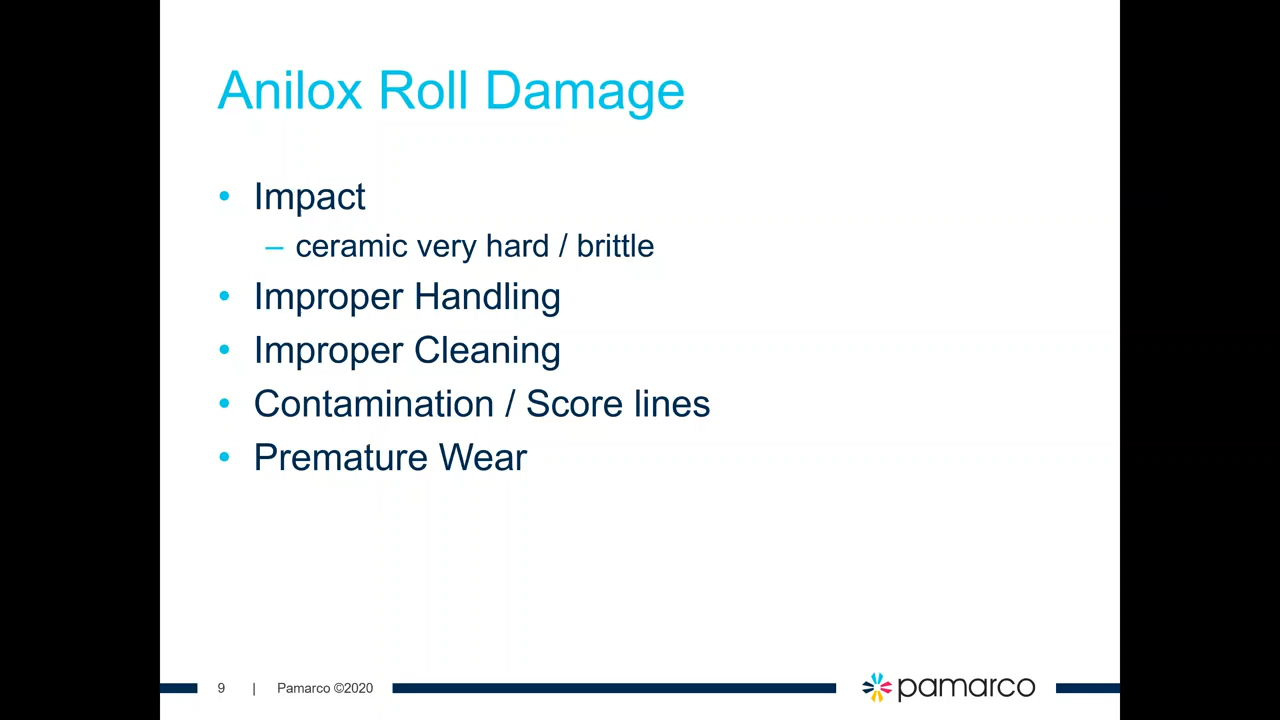 Anilox Roll Damage
• Impact
– ceramic very hard / brittle
• Improper Handling
• Improper Cleaning
• Contamination / Score lines
• Premature Wear
9 | Pamarco ©2020
pamarco